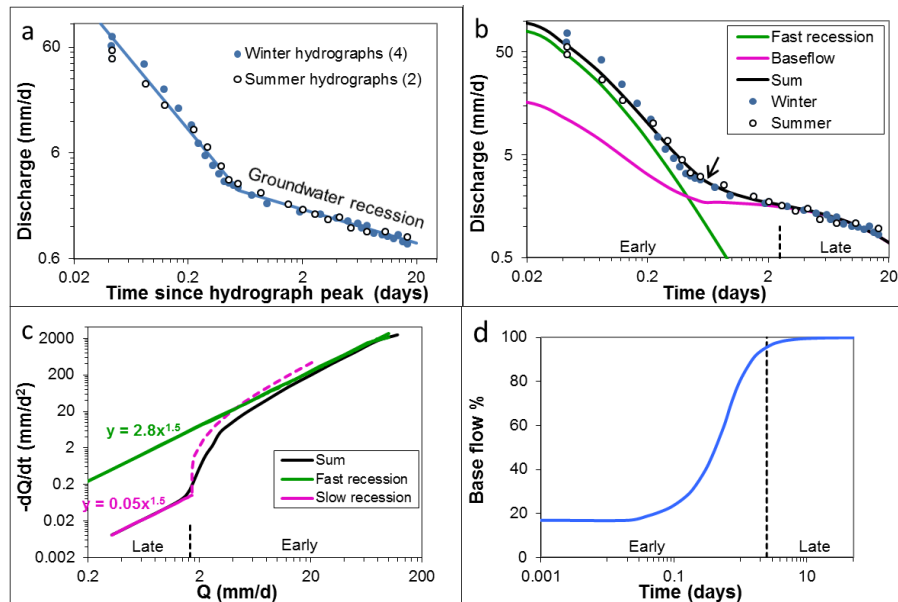 a
60
6
0.6
Discharge (mm/d)
Winter hydrographs (4)
Summer hydrographs (2)
Groundwater recession
0.02
0.2
2
20
Time since hydrograph peak (days)
b
50
5
0.5
Discharge (mm/d)
Fast recession
Baseflow
Sum
Winter
Summer
Early
Late
0.02
0.2
2
20
Time (days)
c
2000
200
20
2
0.2
0.02
0.002
-dQ/dt (mm/d²)
y = 2.8x^1.5
y = 0.05x^1.5
Sum
Fast recession
Slow recession
Late
Early
0.2
2
20
200
Q (mm/d)
d
100
80
60
40
20
0
Base flow %
Early
Late
0.001
0.1
10
Time (days)